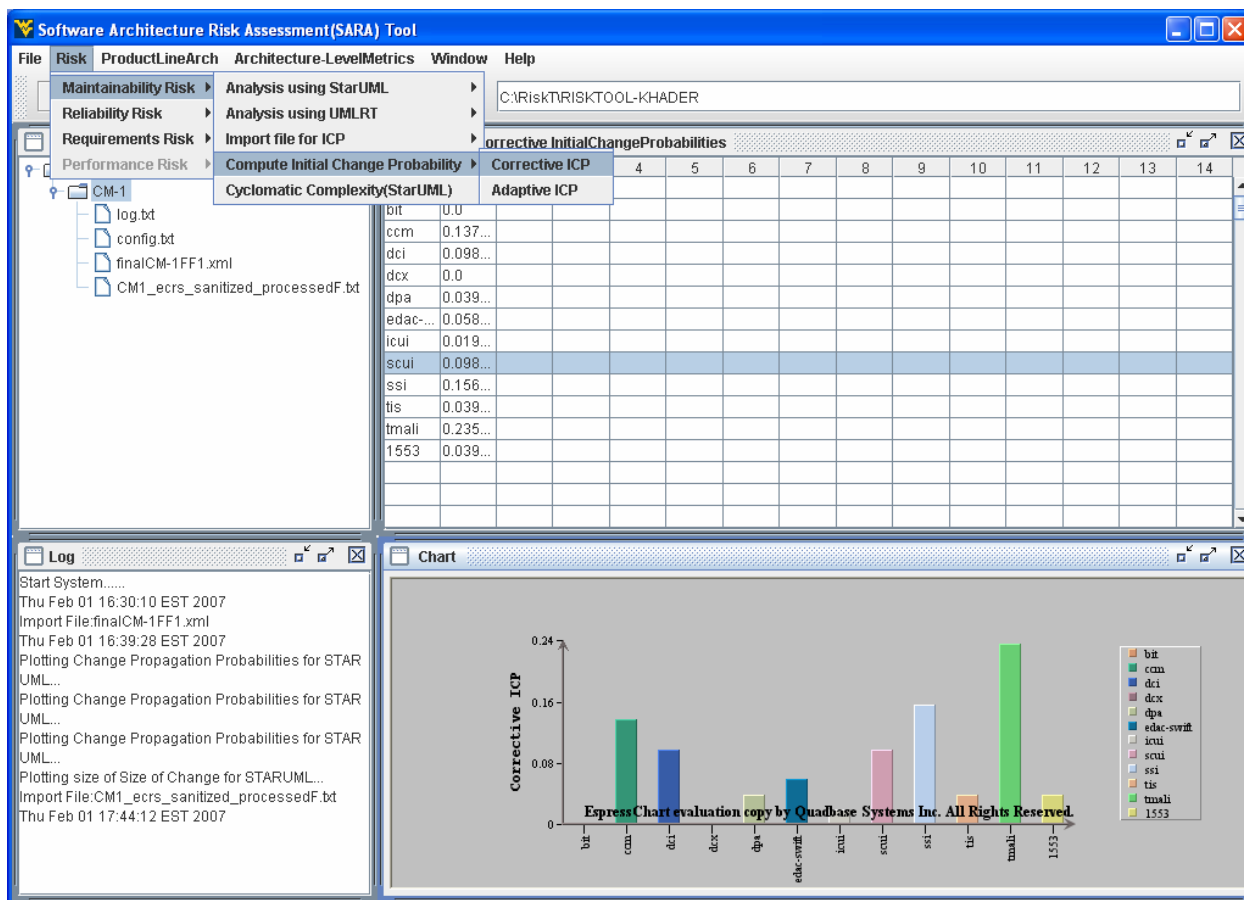 Software Architecture Risk Assessment(SARA) Tool
File Risk ProductLineArch Architecture-LevelMetrics Window Help
Maintainability Risk
Reliability Risk
Requirements Risk
Performance Risk
Analysis using StarUML
Analysis using UMLRT
Import file for ICP
Compute Initial Change Probability
Cyclomatic Complexity(StarUML)
Corrective ICP
Adaptive ICP
C:\RiskT\RISKTOOL-KHADER
CM-1
log.txt
config.txt
finalCM-1FF1.xml
CM1_ecrs_sanitized_processedF.txt
orrective InitialChangeProbabilities
4 5 6 7 8 9 10 11 12 13 14
bit 0.0
ccm 0.137...
dci 0.098...
dcx 0.0
dpa 0.039...
edac-... 0.058...
icui 0.019...
scui 0.098...
ssi 0.156...
tis 0.039...
tmali 0.235...
1553 0.039...
Log
Start System......
Thu Feb 01 16:30:10 EST 2007
Import File:finalCM-1FF1.xml
Thu Feb 01 16:39:28 EST 2007
Plotting Change Propagation Probabilities for STAR
UML...
Plotting Change Propagation Probabilities for STAR
UML...
Plotting Change Propagation Probabilities for STAR
UML...
Plotting size of Size of Change for STARUML...
Import File:CM1_ecrs_sanitized_processedF.txt
Thu Feb 01 17:44:12 EST 2007
Chart
Corrective ICP
0.24
0.16
0.08
0
EspressChart evaluation copy by Quadbase Systems Inc. All Rights Reserved.
bit ccm dci dcx dpa edac-swift icui scui ssi tis tmali 1553
bit
ccm
dci
dcx
dpa
edac-swift
icui
scui
ssi
tis
tmali
1553